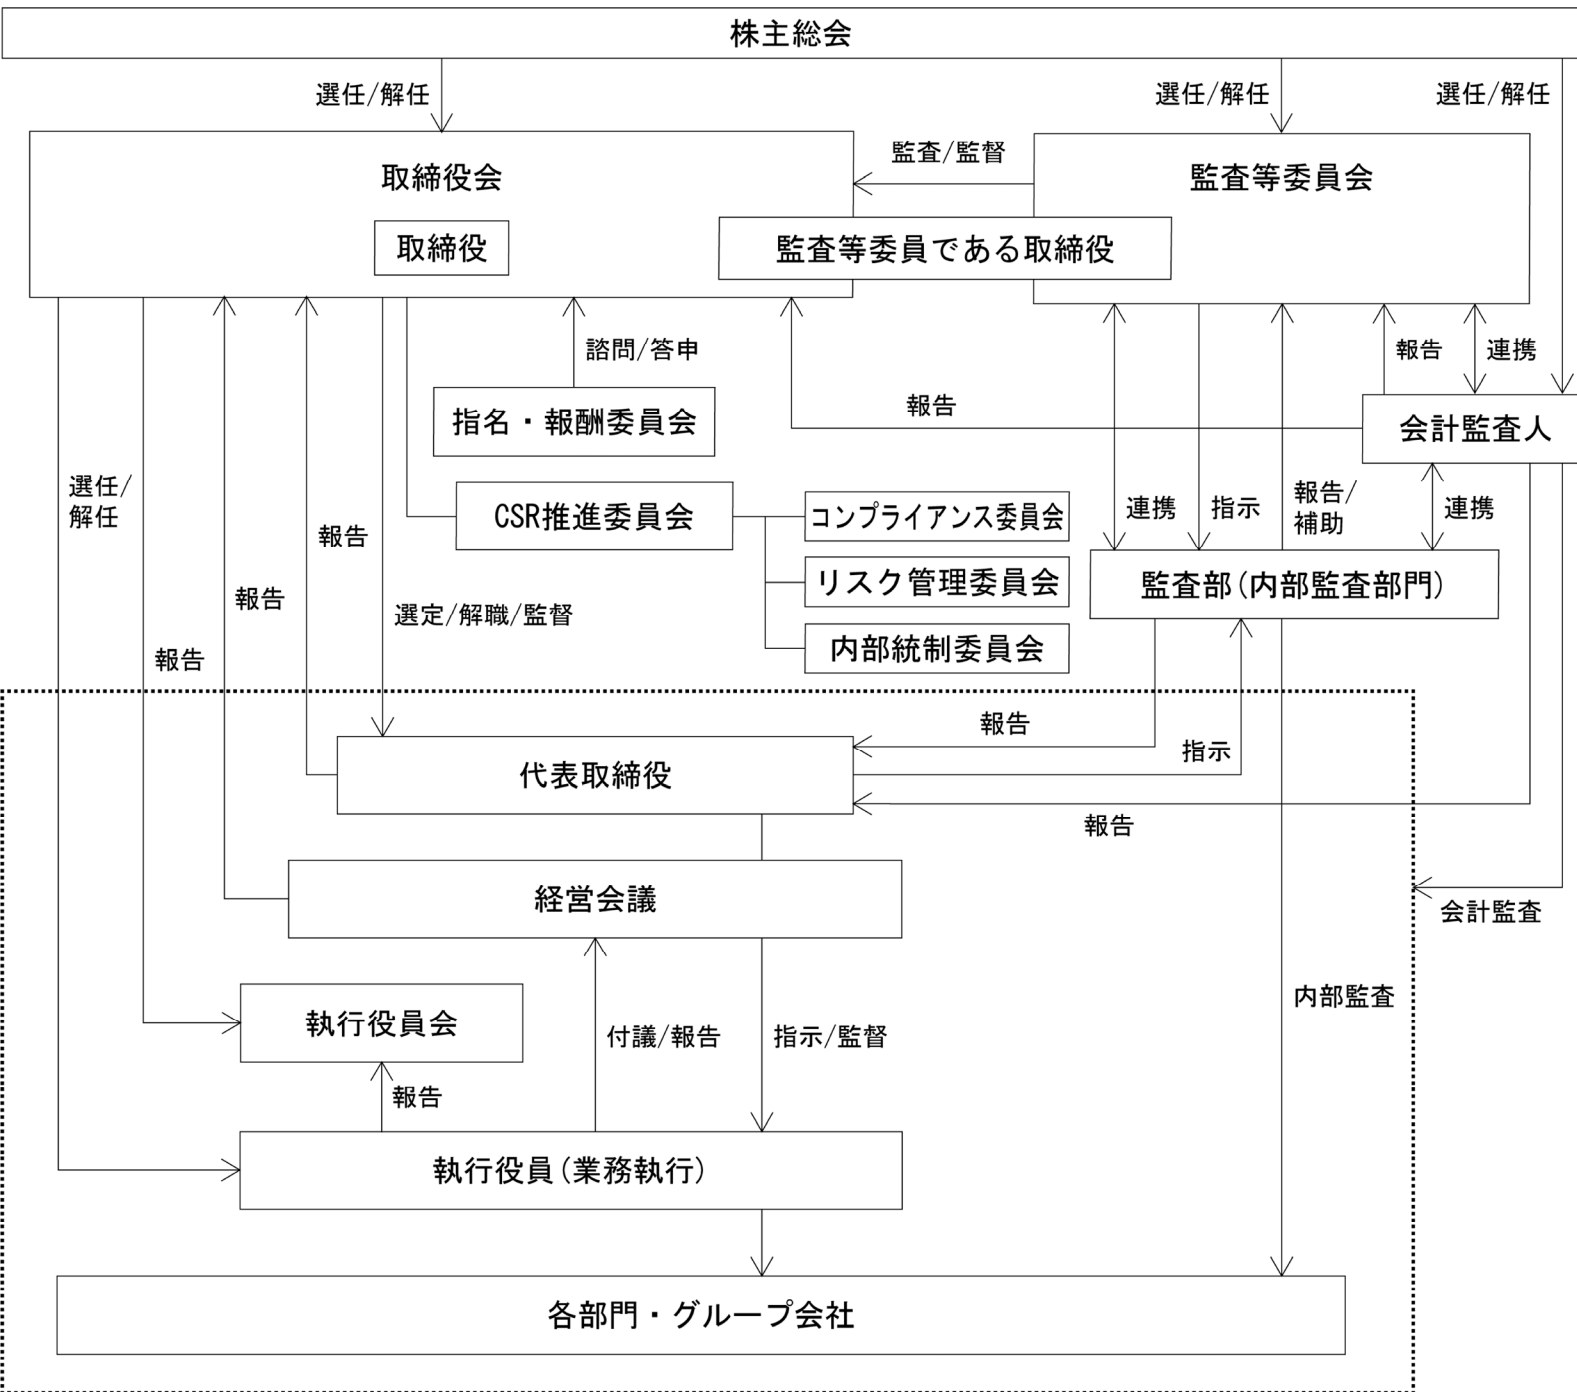 株主総会
選任/解任
選任/解任
選任/解任
取締役会
監査/監督
監査等委員会
取締役
監査等委員である取締役
諮問/答申
報告
連携
指名・報酬委員会
報告
会計監査人
選任/
解任
CSR推進委員会
コンプライアンス委員会
連携
指示
報告/
補助
連携
報告
リスク管理委員会
監査部(内部監査部門)
報告
選定/解職/監督
内部統制委員会
報告
報告
指示
代表取締役
報告
経営会議
会計監査
執行役員会
付議/報告
指示/監督
内部監査
報告
執行役員(業務執行)
各部門・グループ会社